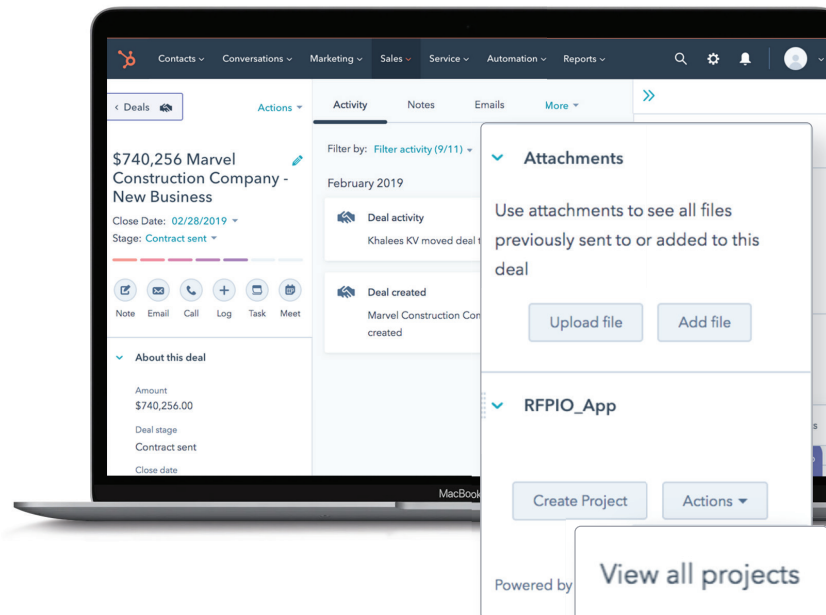 Contacts Conversations Marketing Sales Service Automation Reports
Deals
Actions
$740,256 Marvel
Construction Company -
New Business
Close Date: 02/28/2019
Stage: Contract sent
Note Email Call Log Task Meet
About this deal
Amount
$740,256.00
Deal stage
Contract sent
Close date
Activity Notes Emails More
Filter by: Filter activity (9/11)
February 2019
Deal activity
Khalees KV moved deal
Deal created
Marvel Construction
created
Attachments
Use attachments to see all files
previously sent to or added to this
deal
Upload file Add file
RFPIO_App
Create Project Actions
Powered by
View all projects
MacBook